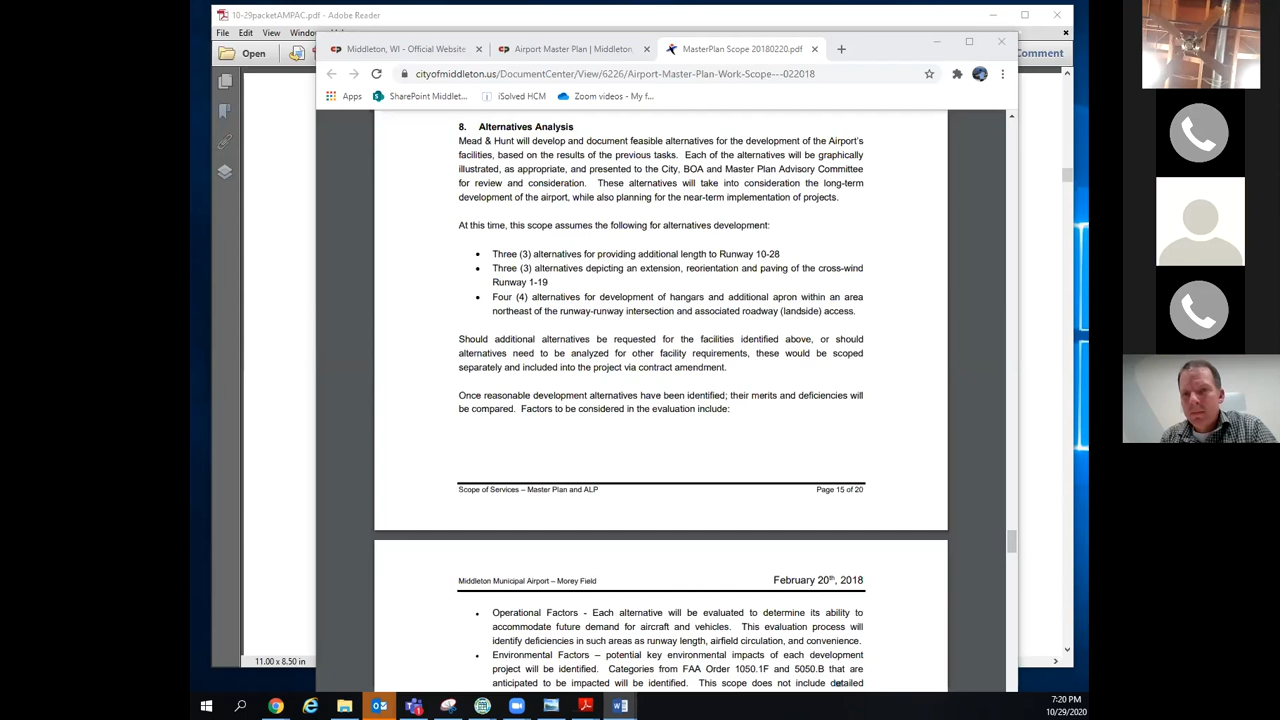 10-29packetAMPAC.pdf - Adobe Reader
File Edit View Window
Open
Comment
Middleton, WI - Official Website
Airport Master Plan | Middleton,
MasterPlan Scope 20180220.pdf
cityofmiddleton.us/DocumentCenter/View/6226/Airport-Master-Plan-Work-Scope---022018
Apps SharePoint Middlet... iSolved HCM Zoom videos - My f...
8. Alternatives Analysis
Mead & Hunt will develop and document feasible alternatives for the development of the Airport's
facilities, based on the results of the previous tasks. Each of the alternatives will be graphically
illustrated, as appropriate, and presented to the City, BOA and Master Plan Advisory Committee
for review and consideration. These alternatives will take into consideration the long-term
development of the airport, while also planning for the near-term implementation of projects.
At this time, this scope assumes the following for alternatives development:
• Three (3) alternatives for providing additional length to Runway 10-28
• Three (3) alternatives depicting an extension, reorientation and paving of the cross-wind
Runway 1-19
• Four (4) alternatives for development of hangars and additional apron within an area
northeast of the runway-runway intersection and associated roadway (landside) access.
Should additional alternatives be requested for the facilities identified above, or should
alternatives need to be analyzed for other facility requirements, these would be scoped
separately and included into the project via contract amendment.
Once reasonable development alternatives have been identified; their merits and deficiencies will
be compared. Factors to be considered in the evaluation include:
Scope of Services – Master Plan and ALP Page 15 of 20
Middleton Municipal Airport – Morey Field February 20th, 2018
• Operational Factors - Each alternative will be evaluated to determine its ability to
accommodate future demand for aircraft and vehicles. This evaluation process will
identify deficiencies in such areas as runway length, airfield circulation, and convenience.
• Environmental Factors – potential key environmental impacts of each development
project will be identified. Categories from FAA Order 1050.1F and 5050.B that are
anticipated to be impacted will be identified. This scope does not include detailed
11.00 x 8.50 in
7:20 PM
10/29/2020